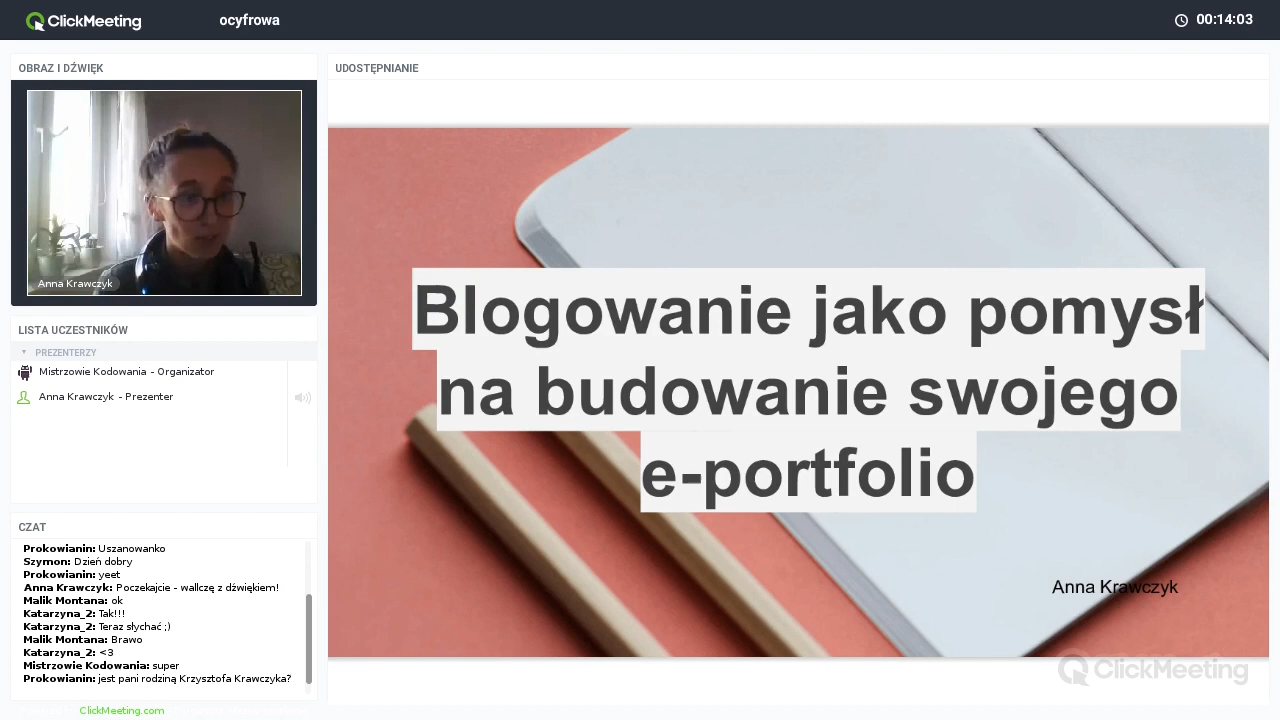 ClickMeeting
ocyfrowa
00:14:03
OBRAZ I DŹWIĘK
Anna Krawczyk
LISTA UCZESTNIKÓW
PREZENTERZY
Mistrzowie Kodowania - Organizator
Anna Krawczyk - Prezenter
CZAT
Prokowianin: Uszanowanko
Szymon: Dzień dobry
Prokowianin: yeet
Anna Krawczyk: Poczekajcie - wallczę z dźwiękiem!
Malik Montana: ok
Katarzyna_2: Tak!!!
Katarzyna_2: Teraz słychać ;)
Malik Montana: Brawo
Katarzyna_2: <3
Mistrzowie Kodowania: super
Prokowianin: jest pani rodziną Krzysztofa Krawczyka?
ClickMeeting.com
UDOSTĘPNIANIE
Blogowanie jako pomysł
na budowanie swojego
e-portfolio
Anna Krawczyk
ClickMeeting